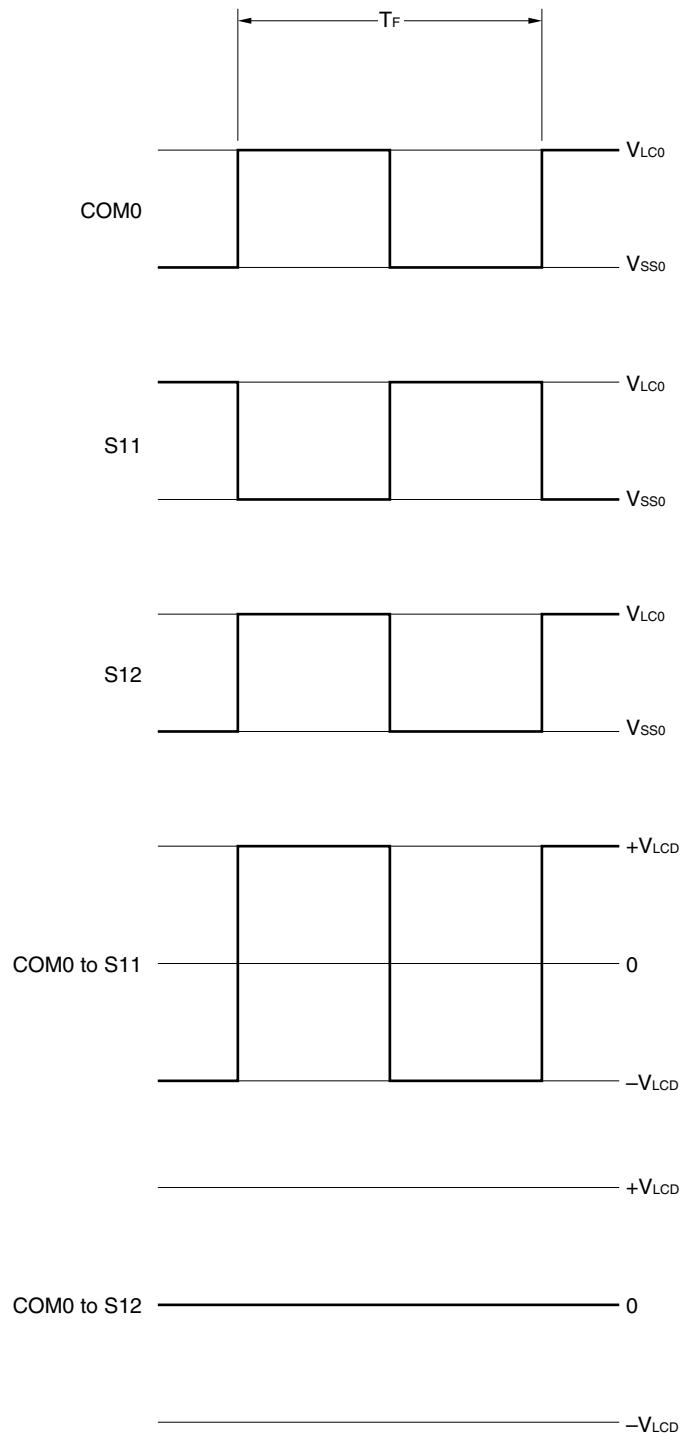 TF
VLC0
COM0
VSS0
VLC0
S11
VSS0
VLC0
S12
VSS0
+VLCD
COM0 to S11
0
–VLCD
+VLCD
COM0 to S12
0
–VLCD